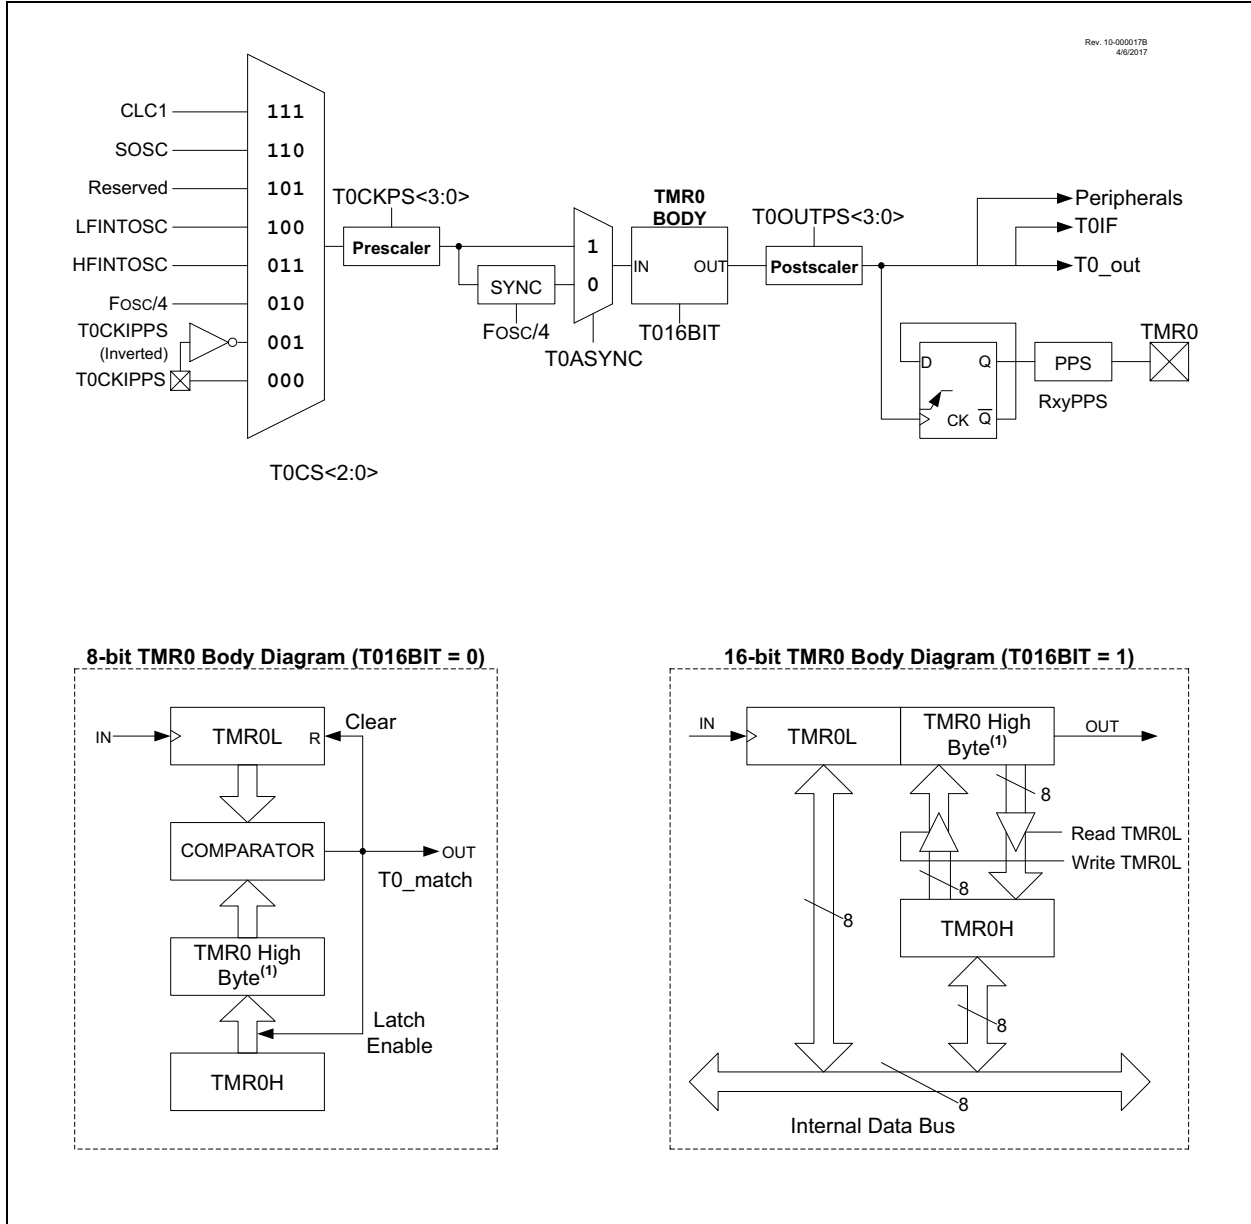 Rev. 10-000017B
4/6/2017
CLC1
111
SOSC
110
Reserved
101
LFINTOSC
100
HFINTOSC
011
FOSC/4
010
T0CKIPPS
(Inverted)
001
T0CKIPPS
000
T0CS<2:0>
T0CKPS<3:0>
Prescaler
SYNC
FOSC/4
1
0
T0ASYNC
TMR0
BODY
IN
OUT
T016BIT
T0OUTPS<3:0>
Postscaler
Peripherals
T0IF
T0_out
D
Q
CK
Q
PPS
RxyPPS
TMR0
8-bit TMR0 Body Diagram (T016BIT = 0)
IN
TMR0L
R
Clear
COMPARATOR
OUT
T0_match
TMR0 High
Byte(1)
Latch
Enable
TMR0H
16-bit TMR0 Body Diagram (T016BIT = 1)
IN
TMR0L
TMR0 High
Byte(1)
OUT
8
Read TMR0L
Write TMR0L
8
8
TMR0H
8
8
Internal Data Bus